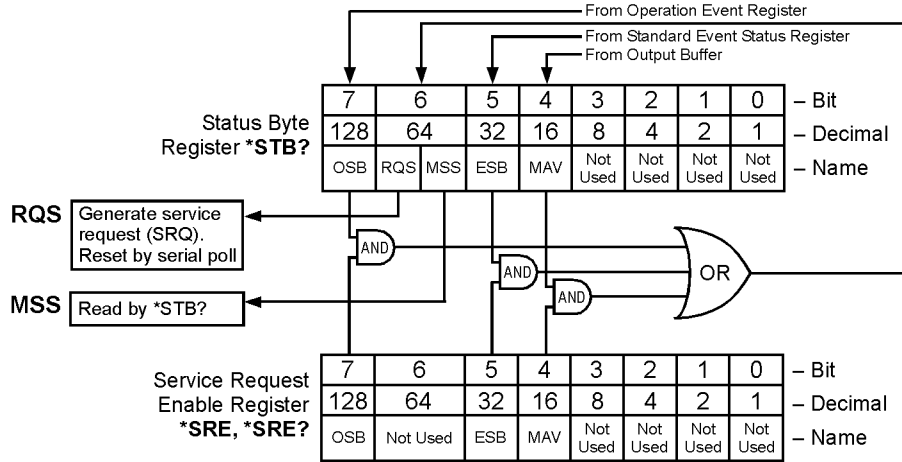 From Operation Event Register
From Standard Event Status Register
From Output Buffer
7 6 5 4 3 2 1 0 – Bit
Status Byte
Register *STB?
128 64 32 16 8 4 2 1 – Decimal
OSB RQS MSS ESB MAV Not Used Not Used Not Used Not Used – Name
RQS
Generate service
request (SRQ).
Reset by serial poll
AND
AND
AND
OR
MSS
Read by *STB?
7 6 5 4 3 2 1 0 – Bit
Service Request
Enable Register
*SRE, *SRE?
128 64 32 16 8 4 2 1 – Decimal
OSB Not Used ESB MAV Not Used Not Used Not Used Not Used – Name